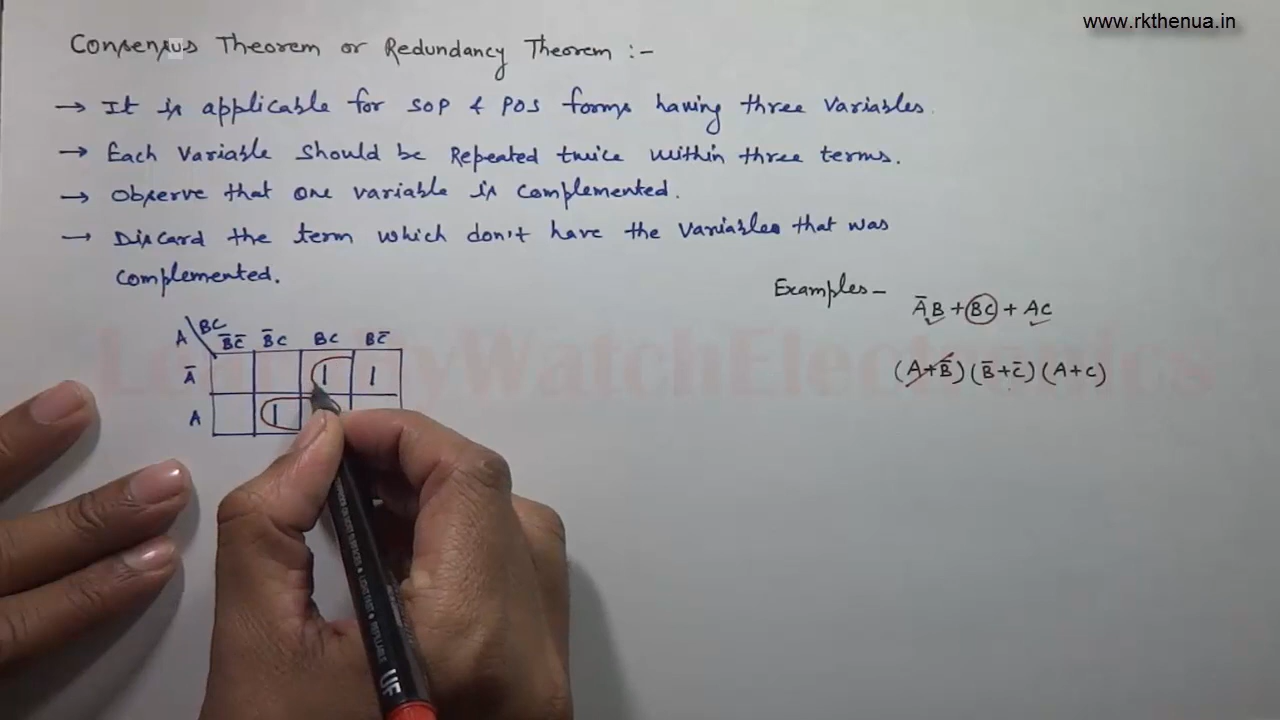 www.rkthenua.in
Consensus Theorem or Redundancy Theorem :-
→ It is applicable for SOP & POS forms having three variables.
→ Each variable should be Repeated twice within three terms.
→ Observe that one variable is complemented.
→ Discard the term which don't have the variables that was
complemented.
Examples -
A̅B + BC + AC
(A+B̅)(B̅+C̅)(A+C)
A \ BC
B̅C̅ B̅C BC BC̅
A̅ 1 1
A 1
LearnByWatchElectronics
UF